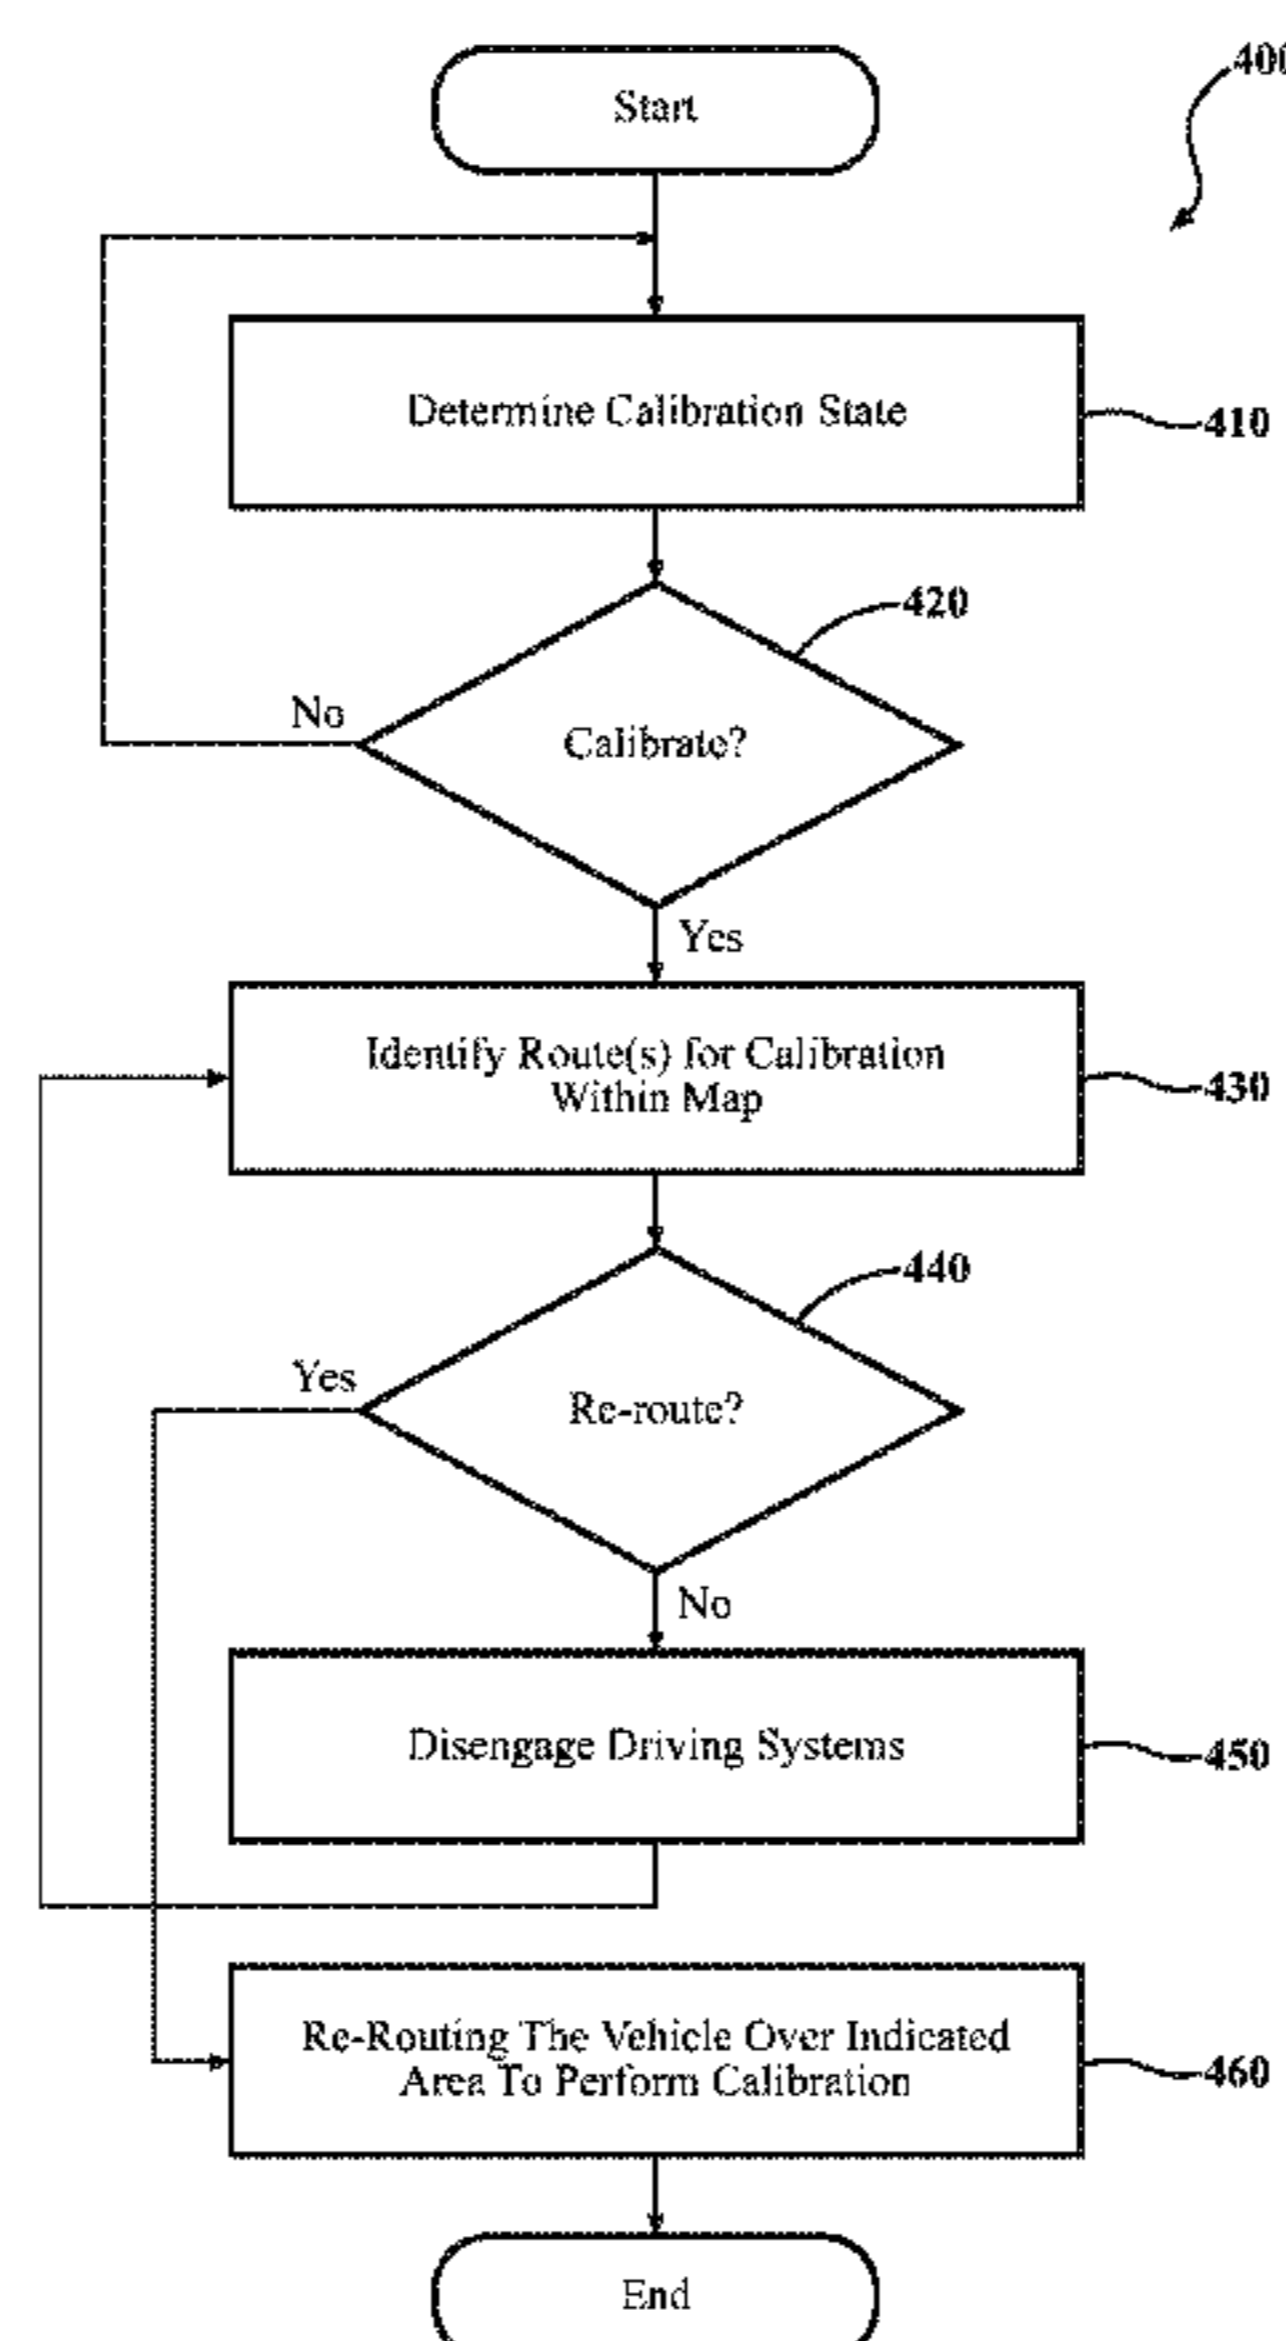 Start
400
Determine Calibration State
410
420
No
Calibrate?
Yes
Identify Route(s) for Calibration
Within Map
430
440
Yes
Re-route?
No
Disengage Driving Systems
450
Re-Routing The Vehicle Over Indicated
Area To Perform Calibration
460
End